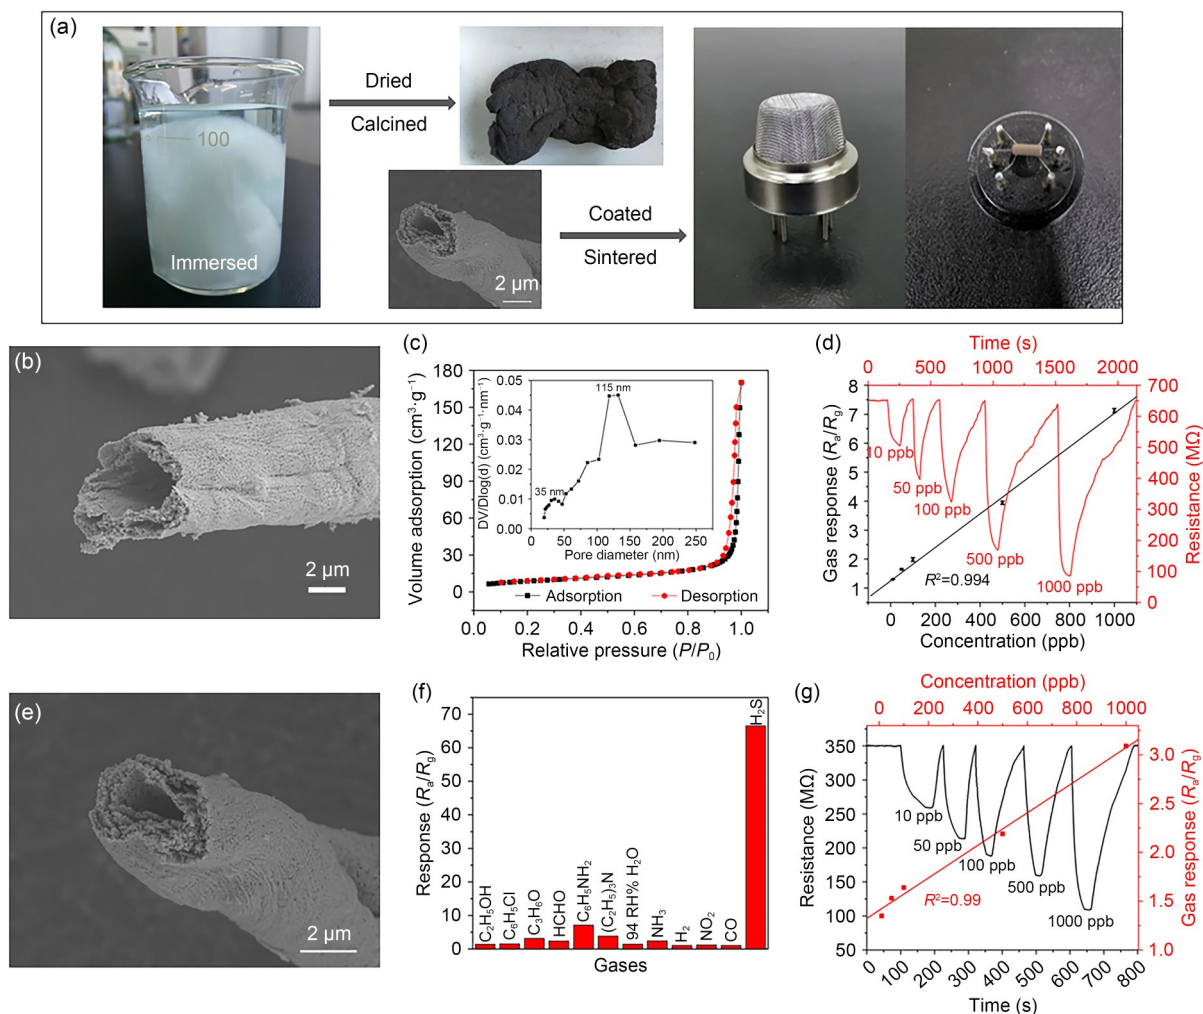 (a)
100
Immersed
Dried
Calcined
2 µm
Coated
Sintered
(b)
2 µm
(c)
Volume adsorption (cm³·g⁻¹)
180
150
120
90
60
30
0
DV/Dlog(d) (cm³·g⁻¹·nm⁻¹)
0.05
0.04
0.03
0.02
0.01
0.00
115 nm
35 nm
0 50 100 150 200 250
Pore diameter (nm)
Adsorption Desorption
0.0 0.2 0.4 0.6 0.8 1.0
Relative pressure (P/P₀)
(d)
Time (s)
0 500 1000 1500 2000
Gas response (Rₐ/R_g)
8
7
6
5
4
3
2
1
10 ppb
50 ppb
100 ppb
500 ppb
1000 ppb
R²=0.994
700
600
500
400
300
200
100
0
Resistance (MΩ)
0 200 400 600 800 1000
Concentration (ppb)
(e)
2 µm
(f)
Response (Rₐ/R_g)
70
60
50
40
30
20
10
0
C₂H₅OH
C₆H₅Cl
C₃H₆O
HCHO
C₆H₅NH₂
(C₂H₅)₃N
94 RH% H₂O
NH₃
H₂
NO₂
CO
H₂S
Gases
(g)
Concentration (ppb)
0 200 400 600 800 1000
Resistance (MΩ)
350
300
250
200
150
100
50
10 ppb
50 ppb
100 ppb
500 ppb
1000 ppb
R²=0.99
3.0
2.5
2.2
1.5
1.0
Gas response (Rₐ/R_g)
0 100 200 300 400 500 600 700 800
Time (s)